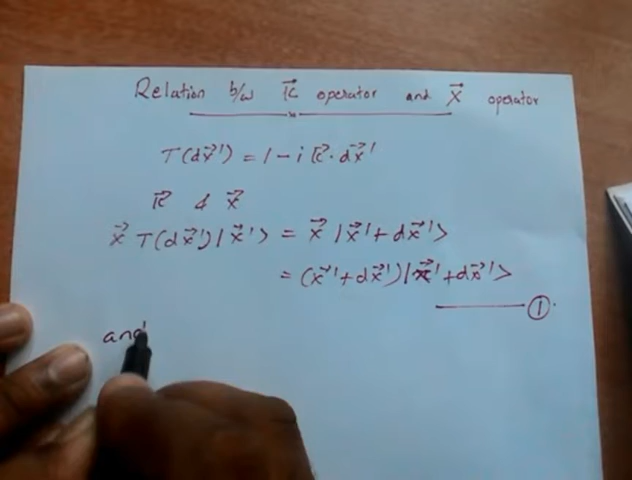 Relation b/w K⃗ operator and X⃗ operator
T(dx⃗') = 1 - i K⃗ · dx⃗'
K⃗ & X⃗
x⃗ T(dx⃗')|x⃗'> = x⃗ |x⃗' + dx⃗'>
= (x⃗' + dx⃗')|x⃗' + dx⃗'>
①.
and